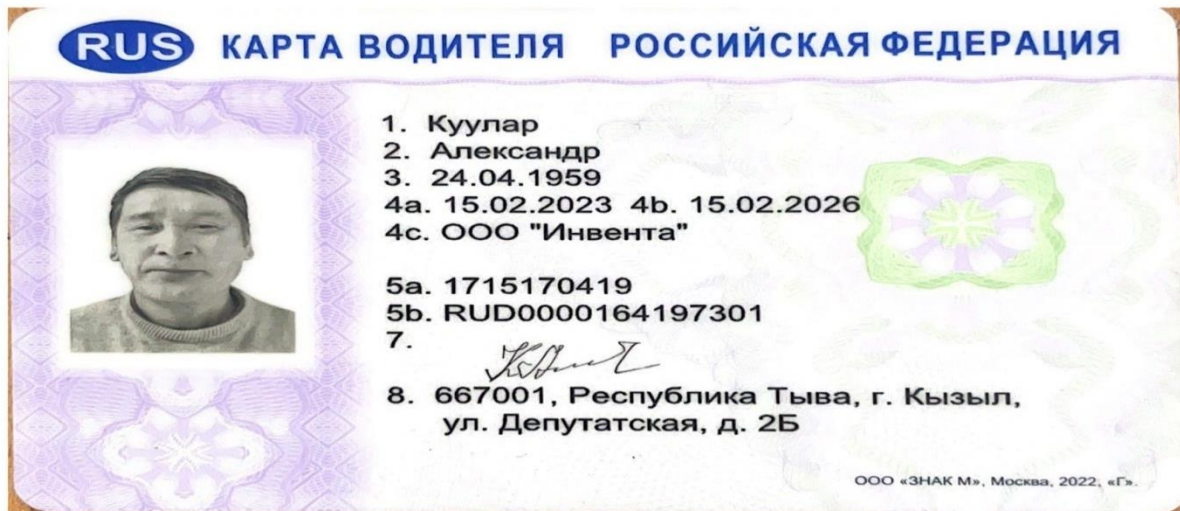 RUS КАРТА ВОДИТЕЛЯ РОССИЙСКАЯ ФЕДЕРАЦИЯ
1. Куулар
2. Александр
3. 24.04.1959
4a. 15.02.2023 4b. 15.02.2026
4c. ООО "Инвента"
5a. 1715170419
5b. RUD0000164197301
7.
8. 667001, Республика Тыва, г. Кызыл,
ул. Депутатская, д. 2Б
ООО «ЗНАК М», Москва, 2022, «Г».